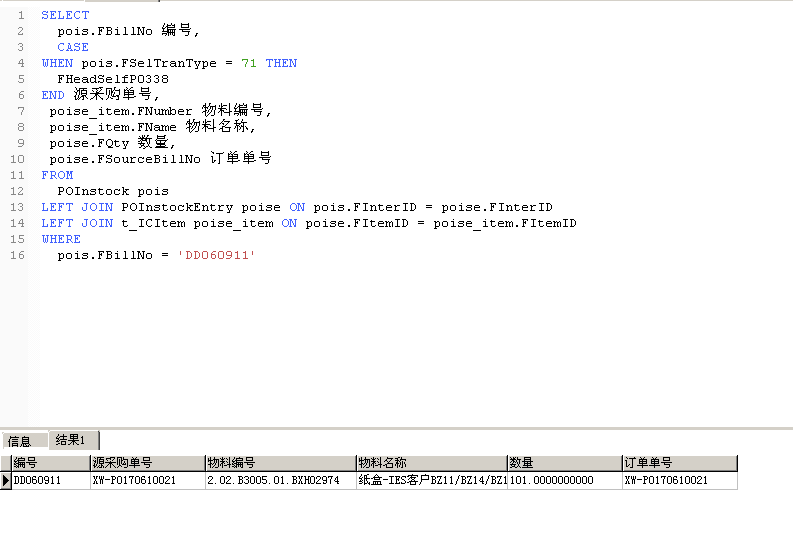 1 SELECT
2 pois.FBillNo 编号,
3 CASE
4 WHEN pois.FSelTranType = 71 THEN
5 FHeadSelfP0338
6 END 源采购单号,
7 poise_item.FNumber 物料编号,
8 poise_item.FName 物料名称,
9 poise.FQty 数量,
10 poise.FSourceBillNo 订单单号
11 FROM
12 POInstock pois
13 LEFT JOIN POInstockEntry poise ON pois.FInterID = poise.FInterID
14 LEFT JOIN t_ICItem poise_item ON poise.FItemID = poise_item.FItemID
15 WHERE
16 pois.FBillNo = 'DD060911'
信息 结果1
编号 源采购单号 物料编号 物料名称 数量 订单单号
DD060911 XW-PO170610021 2.02.B3005.01.BXH02974 纸盒-IES客户BZ11/BZ14/BZ1 101.0000000000 XW-PO170610021